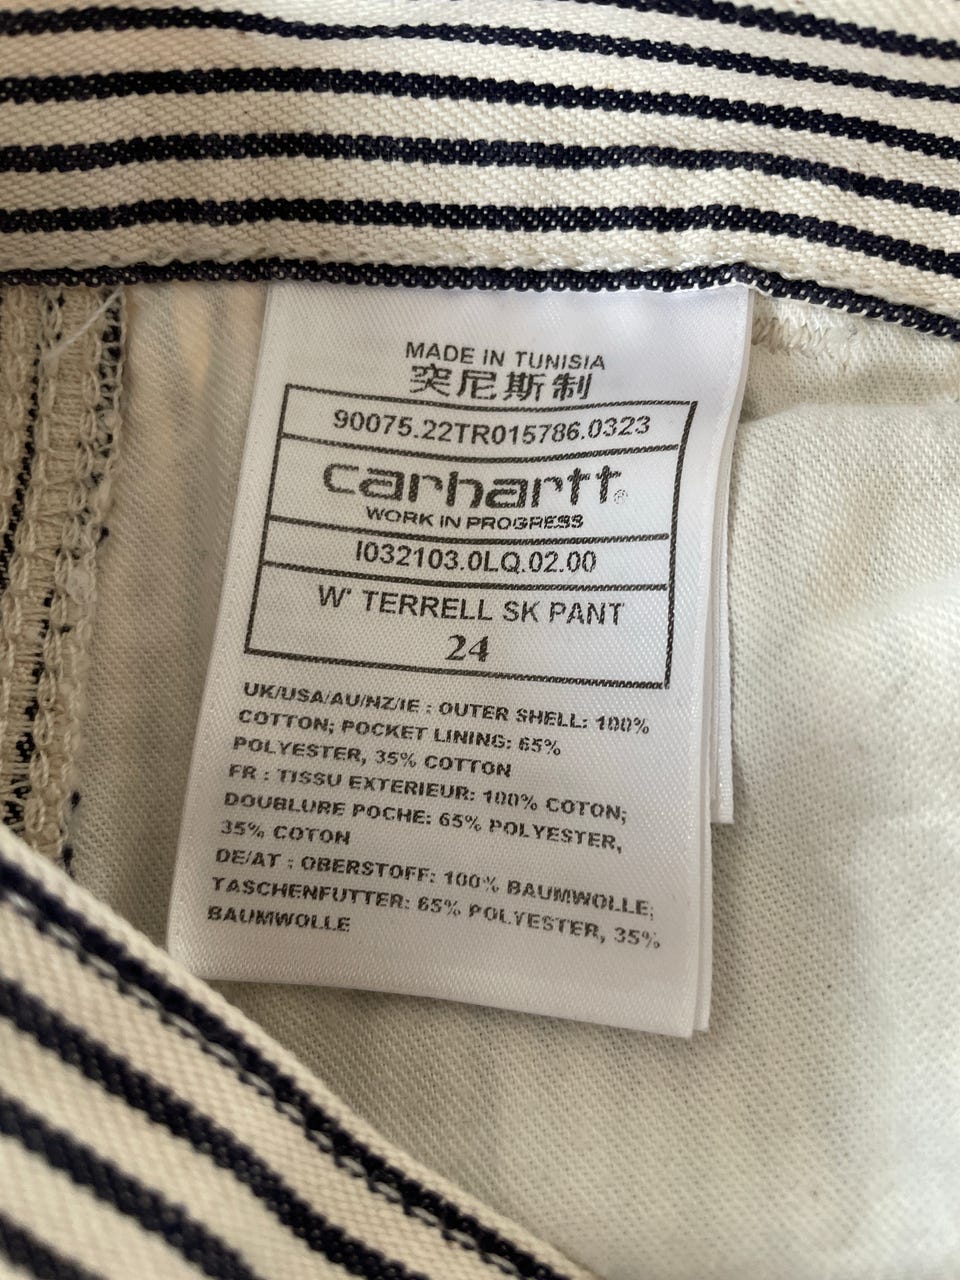 MADE IN TUNISIA
突尼斯制
90075.22TR015786.0323
carhartt®
WORK IN PROGRESS
I032103.0LQ.02.00
W' TERRELL SK PANT
24
UK/USA/AU/NZ/IE : OUTER SHELL: 100%
COTTON; POCKET LINING: 65%
POLYESTER, 35% COTTON
FR : TISSU EXTERIEUR: 100% COTON;
DOUBLURE POCHE: 65% POLYESTER,
35% COTON
DE/AT : OBERSTOFF: 100% BAUMWOLLE;
TASCHENFUTTER: 65% POLYESTER, 35%
BAUMWOLLE